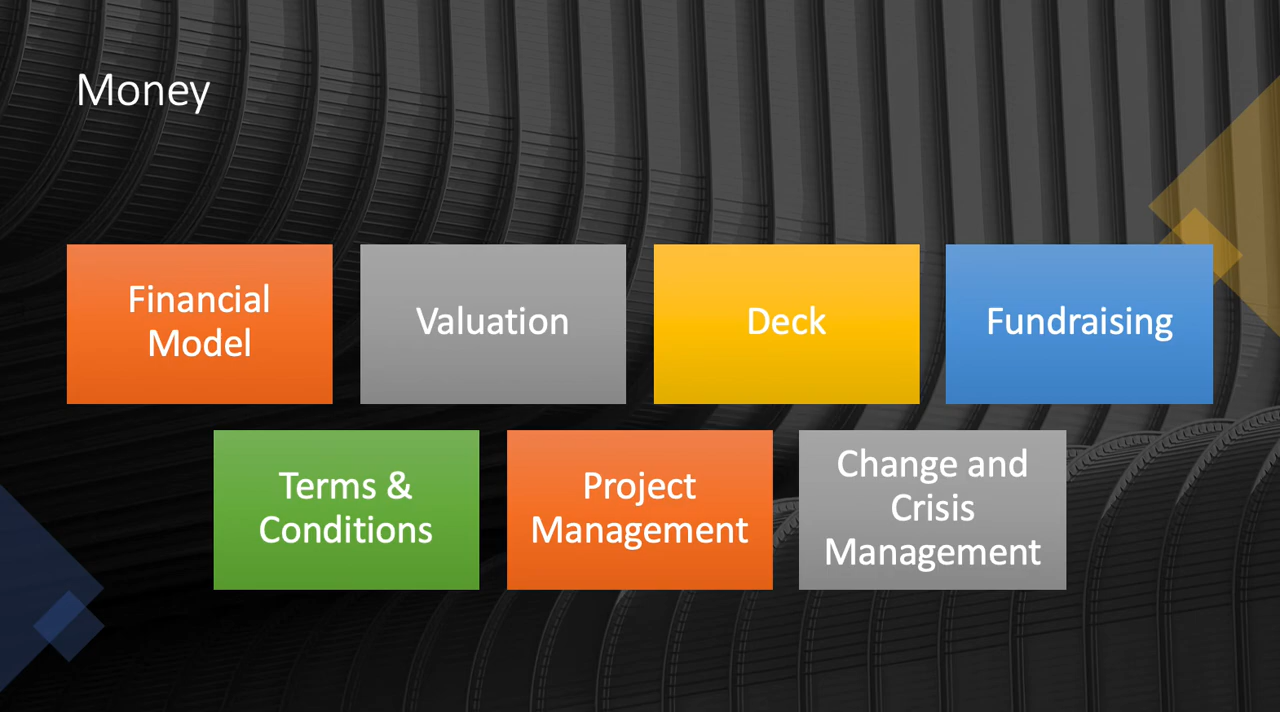 Money
Financial
Model
Valuation
Deck
Fundraising
Terms &
Conditions
Project
Management
Change and
Crisis
Management